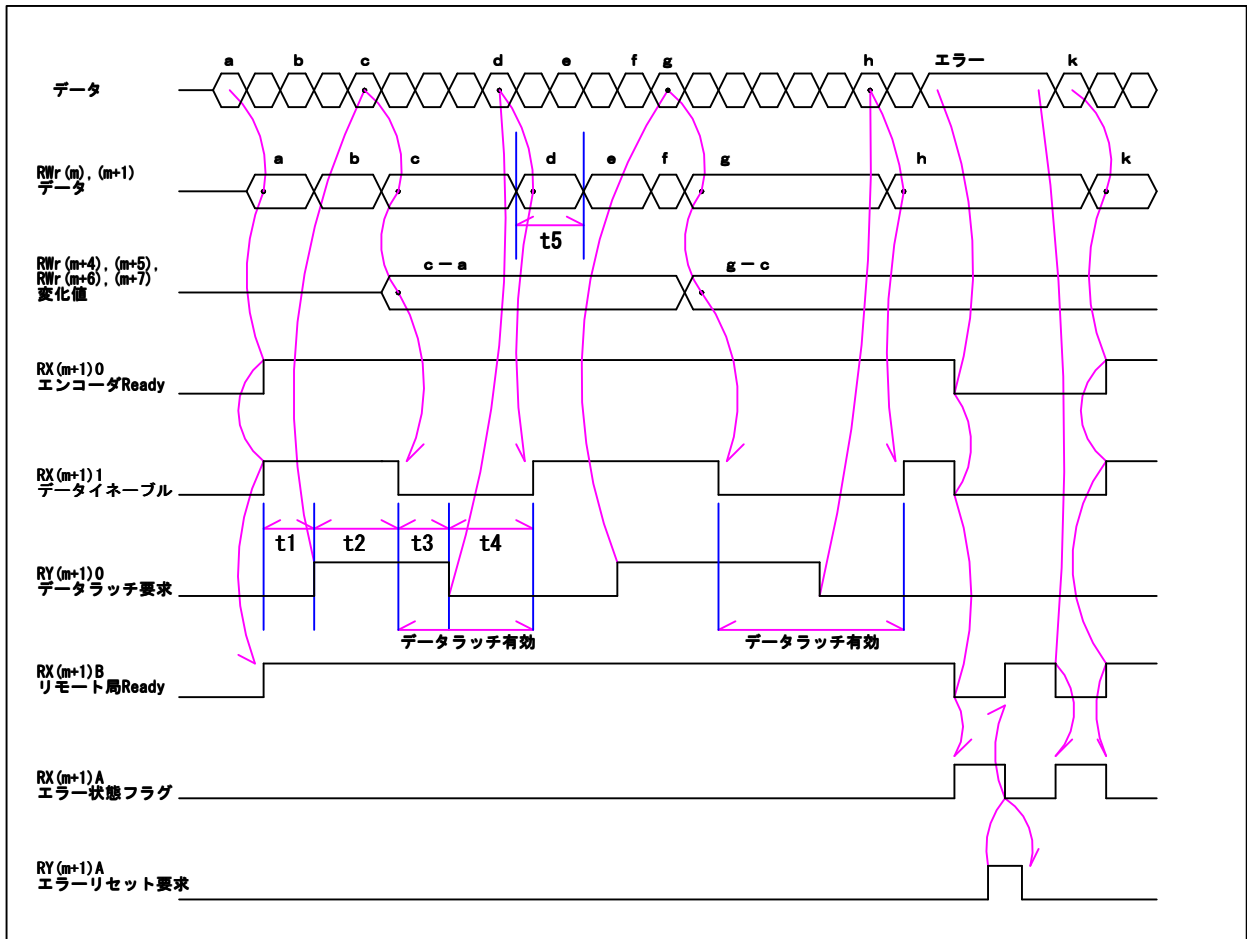 a b c d e f g h エラー k
データ
RWr(m),(m+1)
データ
a b c d e f g h k
t5
RWr(m+4),(m+5),
RWr(m+6),(m+7)
変化値
c－a g－c
RX(m+1)0
エンコーダReady
RX(m+1)1
データイネーブル
t1 t2 t3 t4
RY(m+1)0
データラッチ要求
データラッチ有効 データラッチ有効
RX(m+1)B
リモート局Ready
RX(m+1)A
エラー状態フラグ
RY(m+1)A
エラーリセット要求